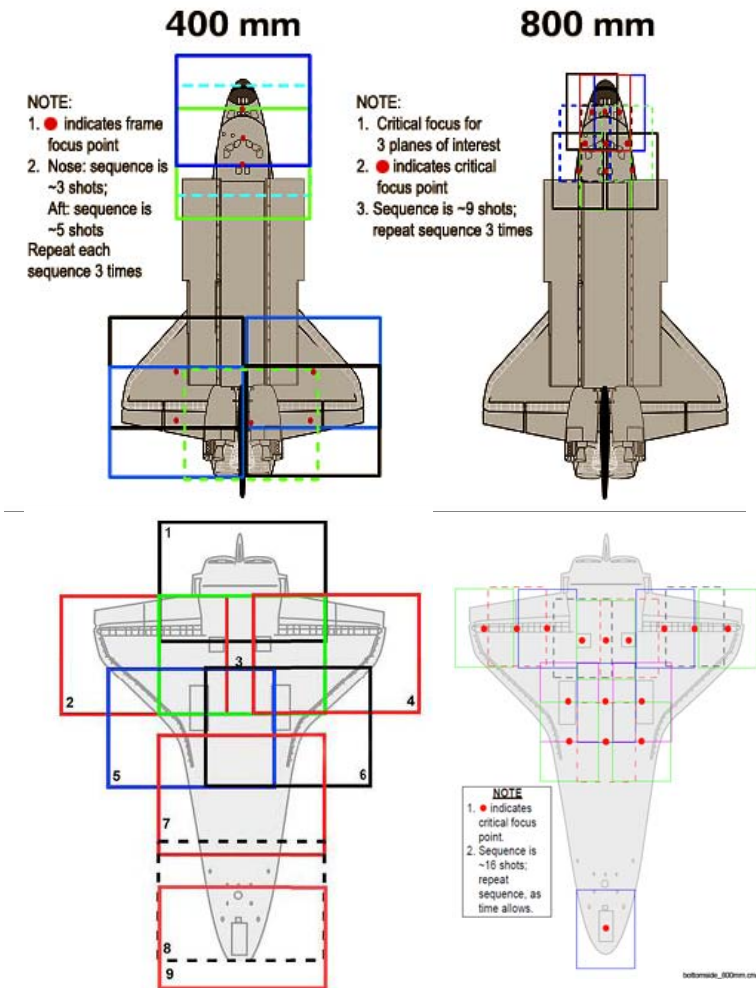 400 mm
NOTE:
1. ● indicates frame
focus point
2. Nose: sequence is
~3 shots;
Aft: sequence is
~5 shots
Repeat each
sequence 3 times
800 mm
NOTE:
1. Critical focus for
3 planes of interest
2. ● indicates critical
focus point
3. Sequence is ~9 shots;
repeat sequence 3 times
1
2
3
4
5
6
7
8
9
NOTE
1. ● indicates
critical focus
point.
2. Sequence is
~16 shots;
repeat
sequence, as
time allows.